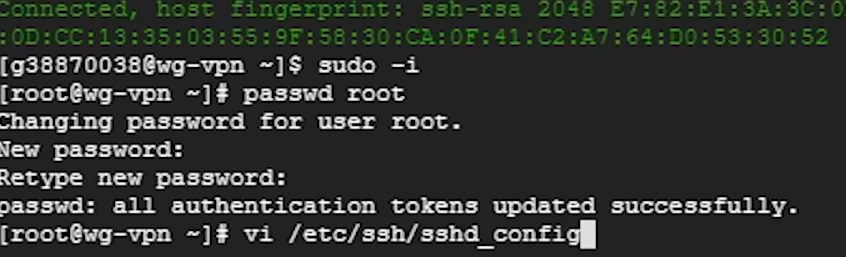 Connected, host fingerprint: ssh-rsa 2048 E7:82:E1:3A:3C:0
:0D:CC:13:35:03:55:9F:58:30:CA:0F:41:C2:A7:64:D0:53:30:52
[g38870038@wg-vpn ~]$ sudo -i
[root@wg-vpn ~]# passwd root
Changing password for user root.
New password:
Retype new password:
passwd: all authentication tokens updated successfully.
[root@wg-vpn ~]# vi /etc/ssh/sshd_config